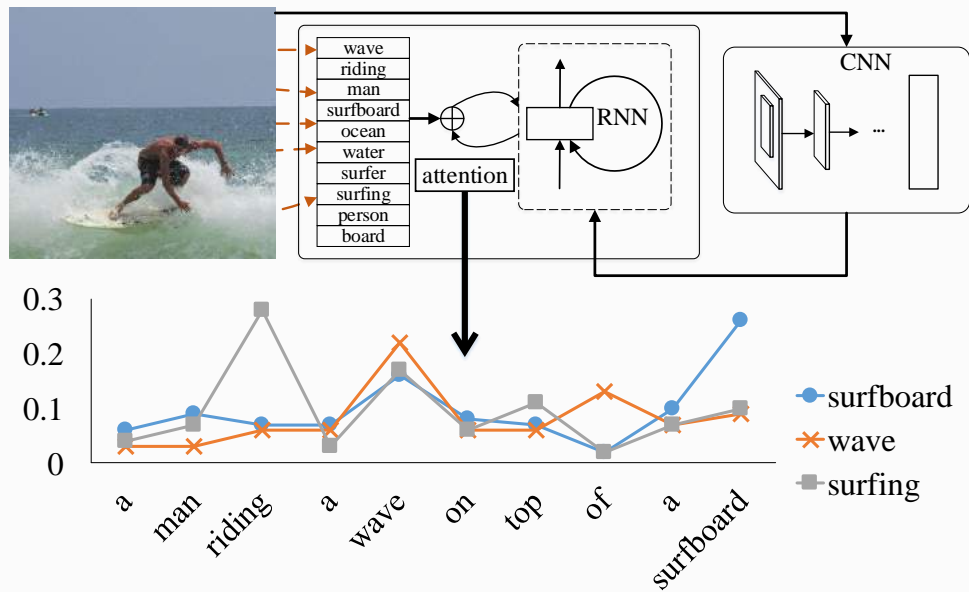 wave
riding
man
surfboard
ocean
water
surfer
surfing
person
board
attention
RNN
CNN
...
0.3
0.2
0.1
0
a
man
riding
a
wave
on
top
of
a
surfboard
surfboard
wave
surfing